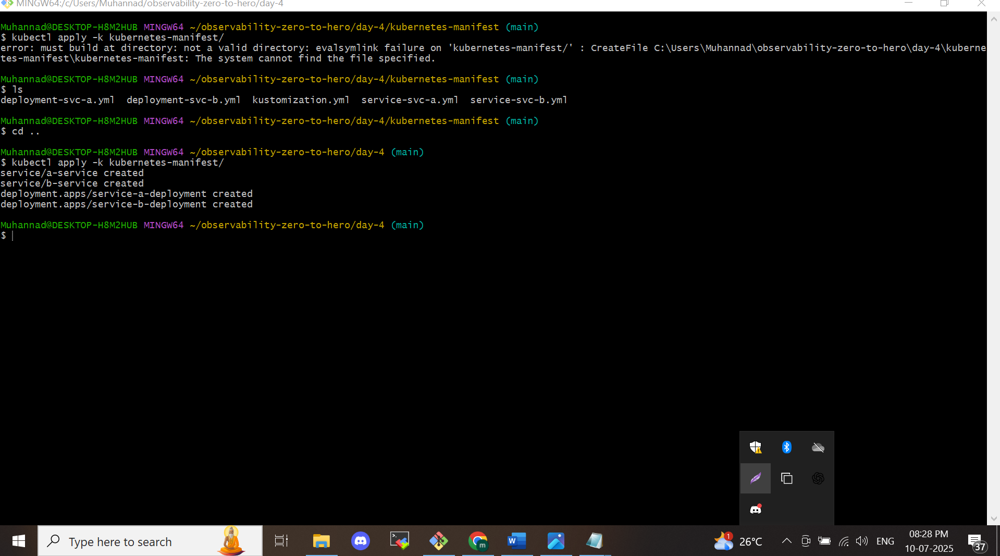 MINGW64:/c/Users/Muhannad/observability-zero-to-hero/day-4
Muhannad@DESKTOP-H8M2HUB MINGW64 ~/observability-zero-to-hero/day-4/kubernetes-manifest (main)
$ kubectl apply -k kubernetes-manifest/
error: must build at directory: not a valid directory: evalsymlink failure on 'kubernetes-manifest/' : CreateFile C:\Users\Muhannad\observability-zero-to-hero\day-4\kuberne
tes-manifest\kubernetes-manifest: The system cannot find the file specified.
Muhannad@DESKTOP-H8M2HUB MINGW64 ~/observability-zero-to-hero/day-4/kubernetes-manifest (main)
$ ls
deployment-svc-a.yml  deployment-svc-b.yml  kustomization.yml  service-svc-a.yml  service-svc-b.yml
Muhannad@DESKTOP-H8M2HUB MINGW64 ~/observability-zero-to-hero/day-4/kubernetes-manifest (main)
$ cd ..
Muhannad@DESKTOP-H8M2HUB MINGW64 ~/observability-zero-to-hero/day-4 (main)
$ kubectl apply -k kubernetes-manifest/
service/a-service created
service/b-service created
deployment.apps/service-a-deployment created
deployment.apps/service-b-deployment created
Muhannad@DESKTOP-H8M2HUB MINGW64 ~/observability-zero-to-hero/day-4 (main)
$
Type here to search
W
m
1
26°C
ENG
08:28 PM
10-07-2025
37